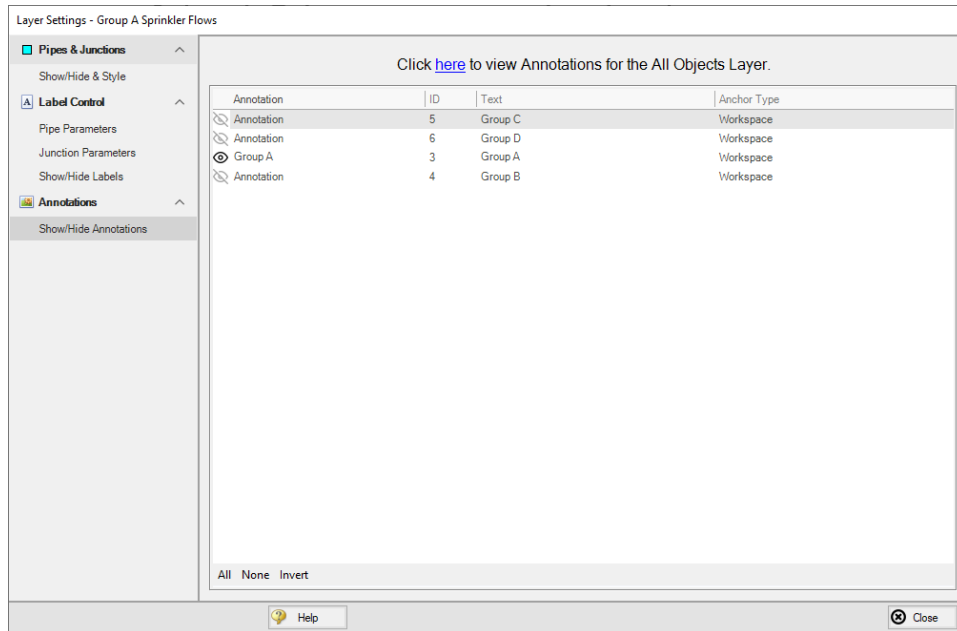 Layer Settings - Group A Sprinkler Flows
Pipes & Junctions
Show/Hide & Style
Label Control
Pipe Parameters
Junction Parameters
Show/Hide Labels
Annotations
Show/Hide Annotations
Click here to view Annotations for the All Objects Layer.
Annotation ID Text Anchor Type
Annotation 5 Group C Workspace
Annotation 6 Group D Workspace
Group A 3 Group A Workspace
Annotation 4 Group B Workspace
All None Invert
Help Close